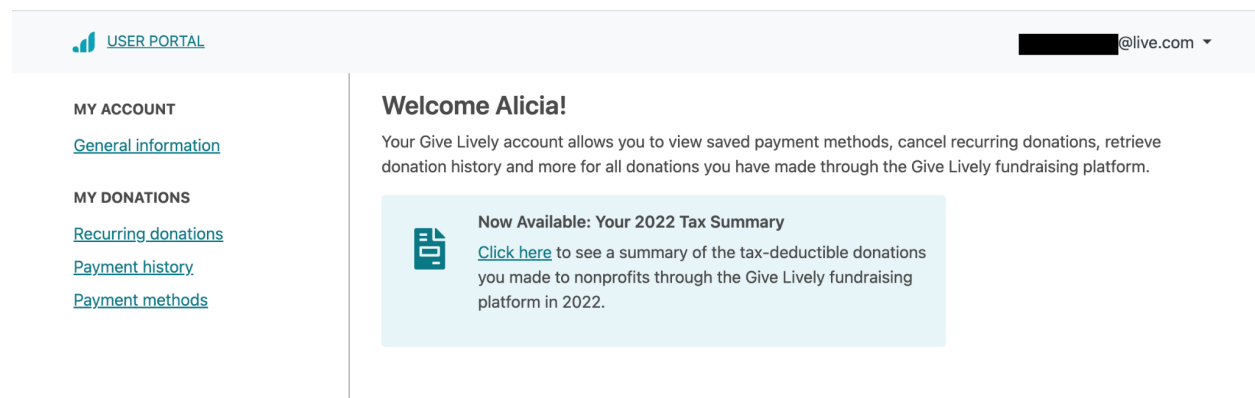 USER PORTAL
@live.com
MY ACCOUNT
General information
MY DONATIONS
Recurring donations
Payment history
Payment methods
Welcome Alicia!
Your Give Lively account allows you to view saved payment methods, cancel recurring donations, retrieve
donation history and more for all donations you have made through the Give Lively fundraising platform.
Now Available: Your 2022 Tax Summary
Click here to see a summary of the tax-deductible donations
you made to nonprofits through the Give Lively fundraising
platform in 2022.